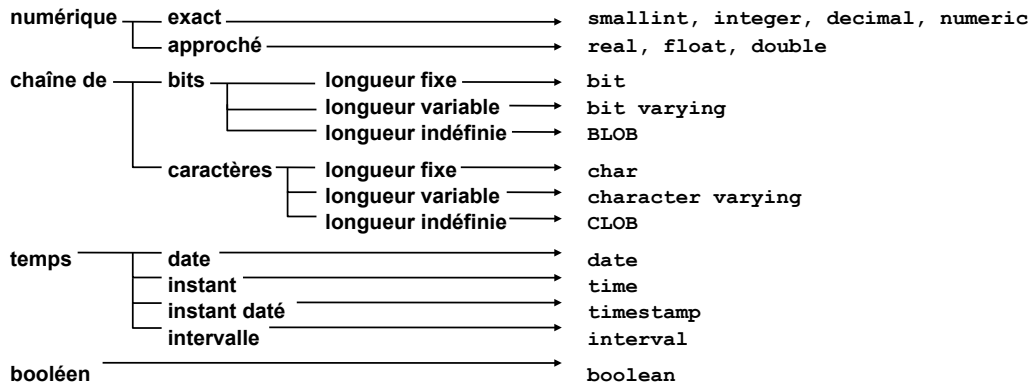 numérique exact smallint, integer, decimal, numeric
approché real, float, double
chaîne de bits longueur fixe bit
longueur variable bit varying
longueur indéfinie BLOB
caractères longueur fixe char
longueur variable character varying
longueur indéfinie CLOB
temps date date
instant time
instant daté timestamp
intervalle interval
booléen boolean